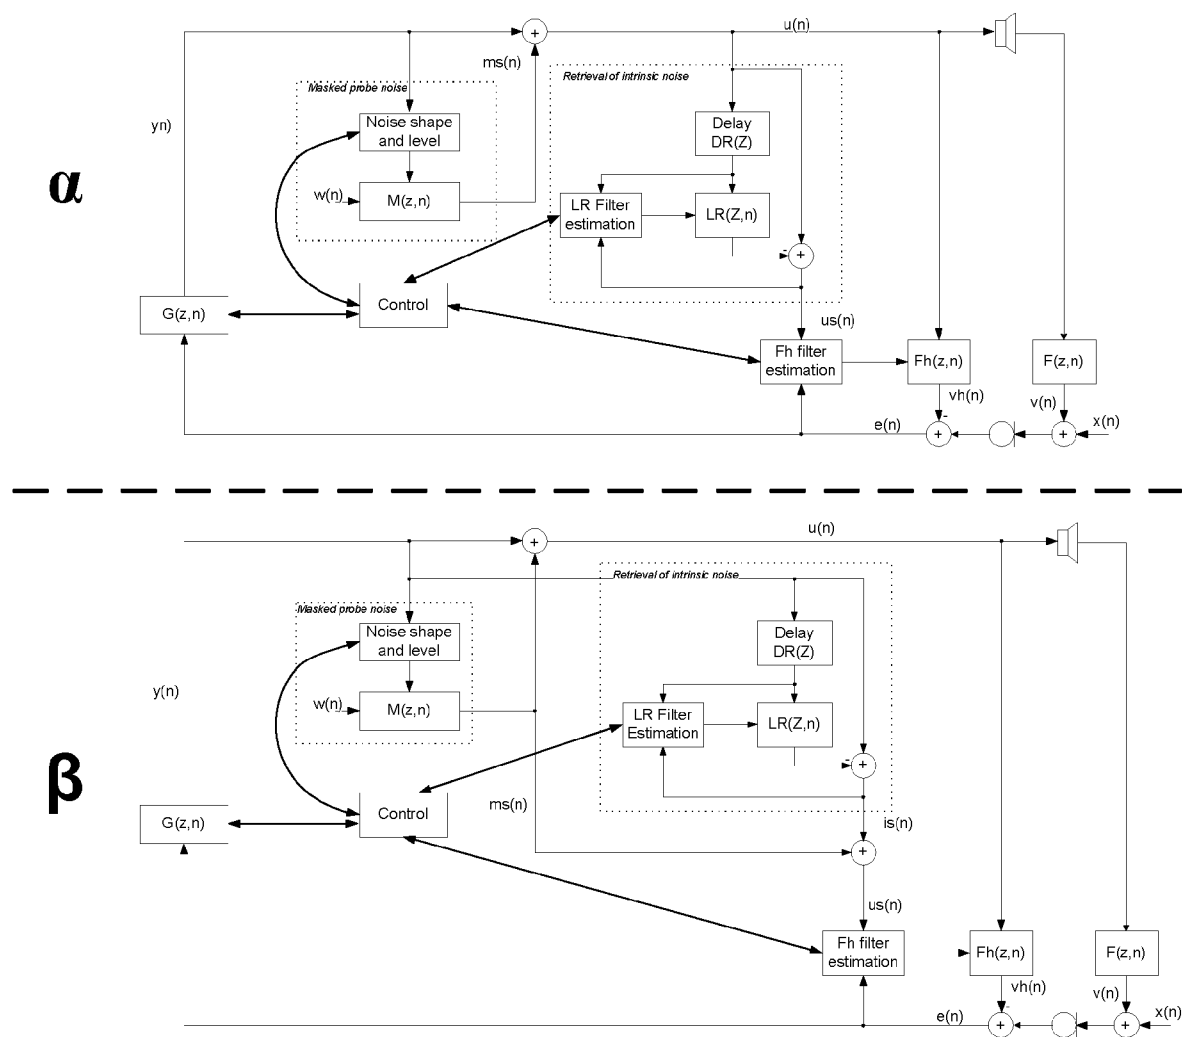 u(n)
+
ms(n)
Masked probe noise
Retrieval of intrinsic noise
yn)
Noise shape
and level
Delay
DR(Z)
α
w(n)
M(z,n)
LR Filter
estimation
LR(Z,n)
-
+
Control
G(z,n)
us(n)
Fh filter
estimation
Fh(z,n)
F(z,n)
vh(n)
v(n)
-
e(n)
x(n)
+
+
u(n)
+
Retrieval of intrinsic noise
Masked probe noise
Noise shape
and level
Delay
DR(Z)
y(n)
w(n)
M(z,n)
LR Filter
Estimation
LR(Z,n)
β
-
+
ms(n)
Control
G(z,n)
is(n)
+
us(n)
Fh filter
estimation
Fh(z,n)
F(z,n)
vh(n)
v(n)
-
e(n)
x(n)
+
+